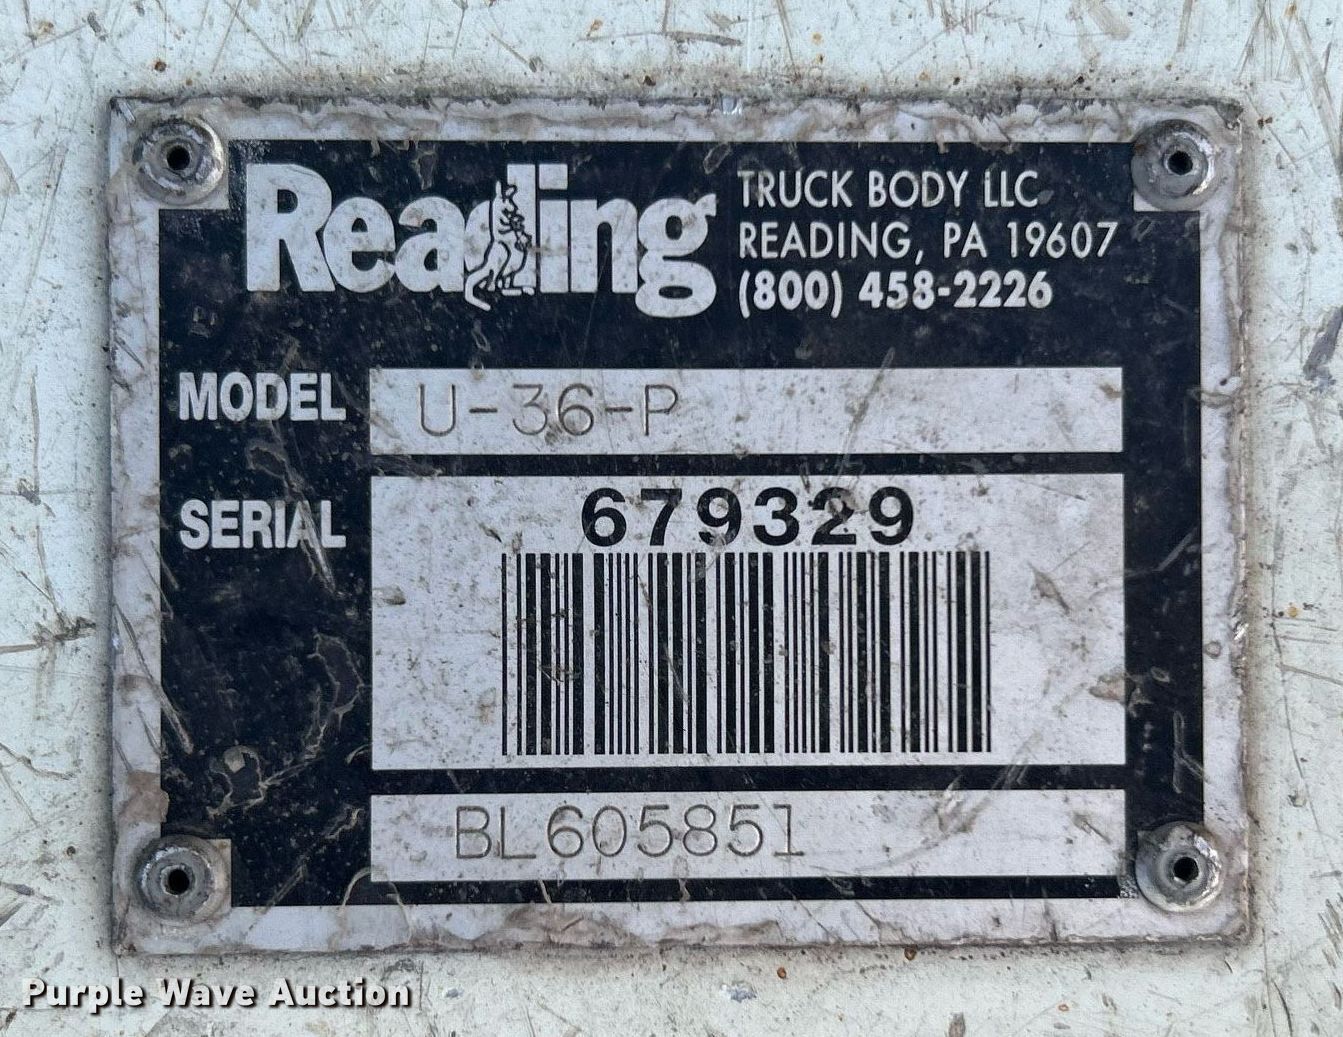 Reading
TRUCK BODY LLC
READING, PA 19607
(800) 458-2226
MODEL U-36-P
SERIAL 679329
BL605851
Purple Wave Auction